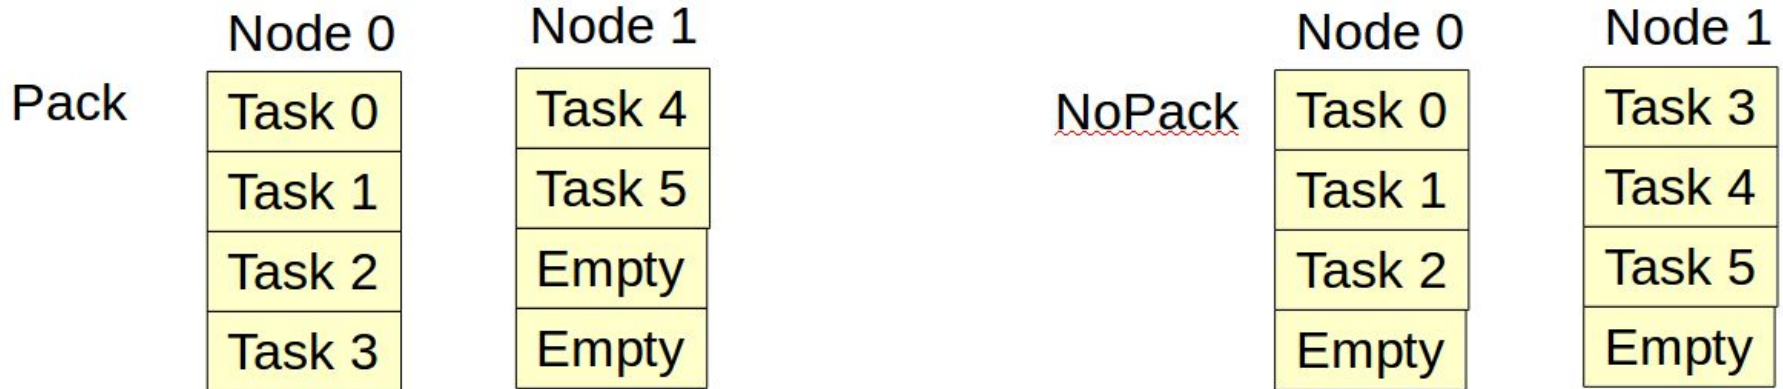 Node 0
Node 1
Pack
Task 0
Task 4
Task 1
Task 5
Task 2
Empty
Task 3
Empty
Node 0
Node 1
NoPack
Task 0
Task 3
Task 1
Task 4
Task 2
Task 5
Empty
Empty